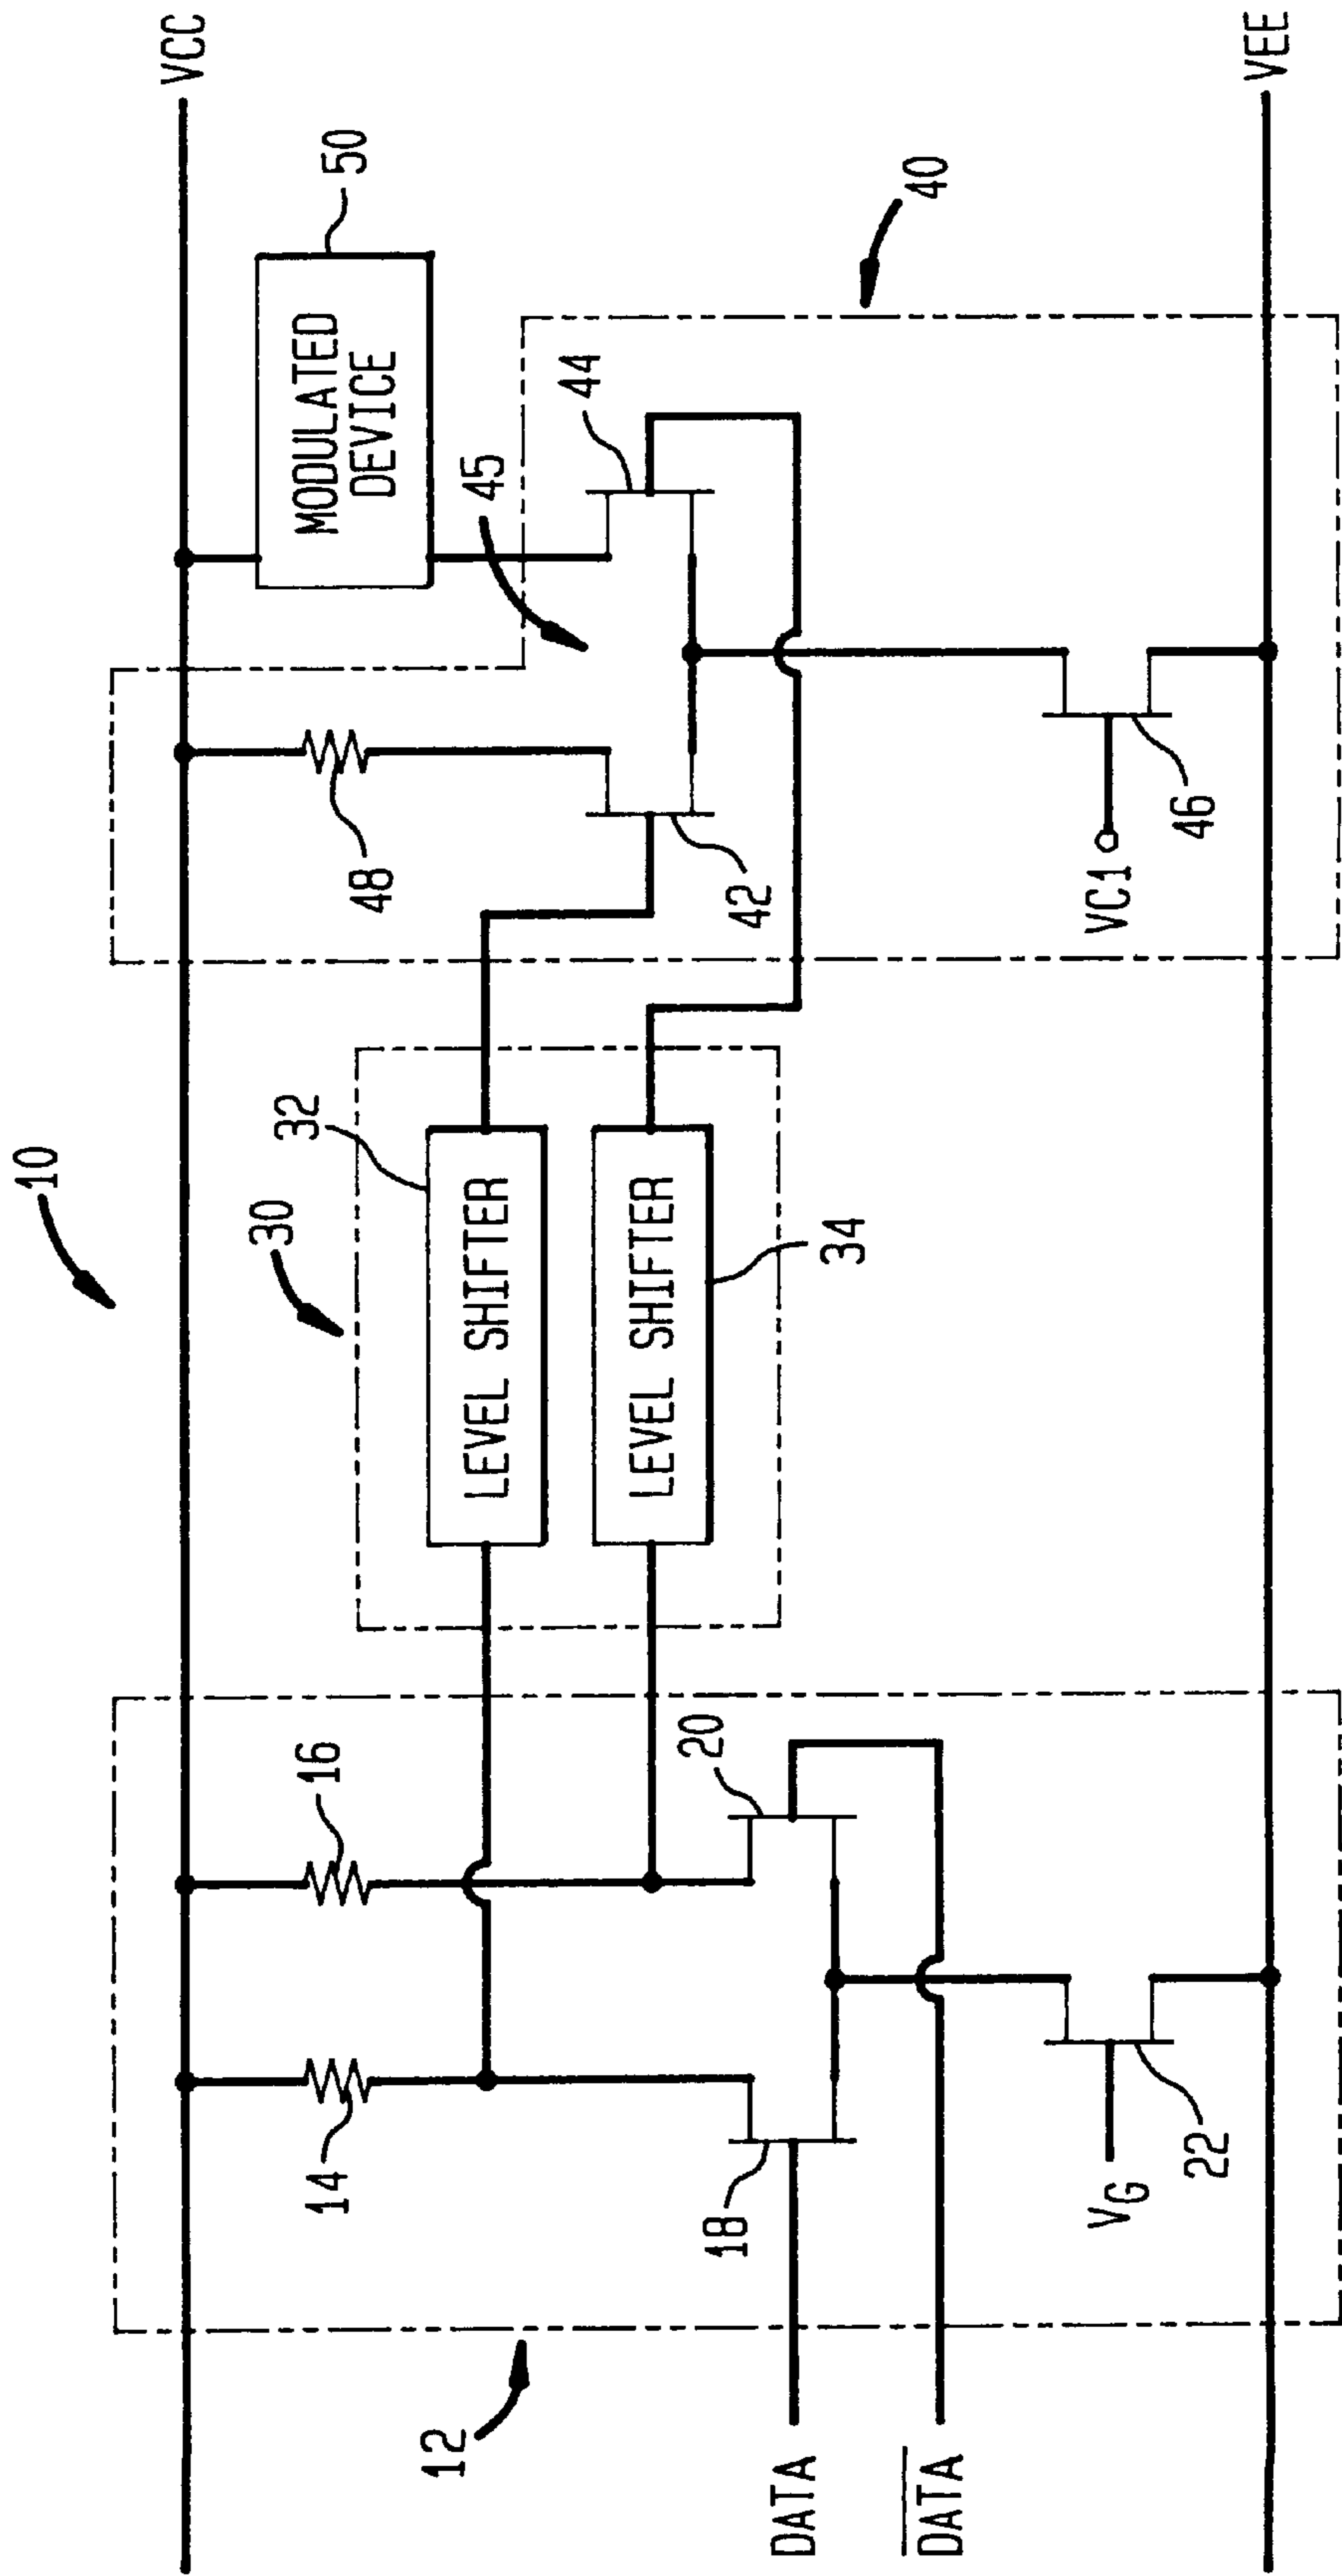 10
VCC
MODULATED
DEVICE
50
16
14
48
45
44
40
30
32
LEVEL SHIFTER
LEVEL SHIFTER
34
42
20
18
12
DATA
D̅A̅T̅A̅
VG
22
VC1
46
VEE